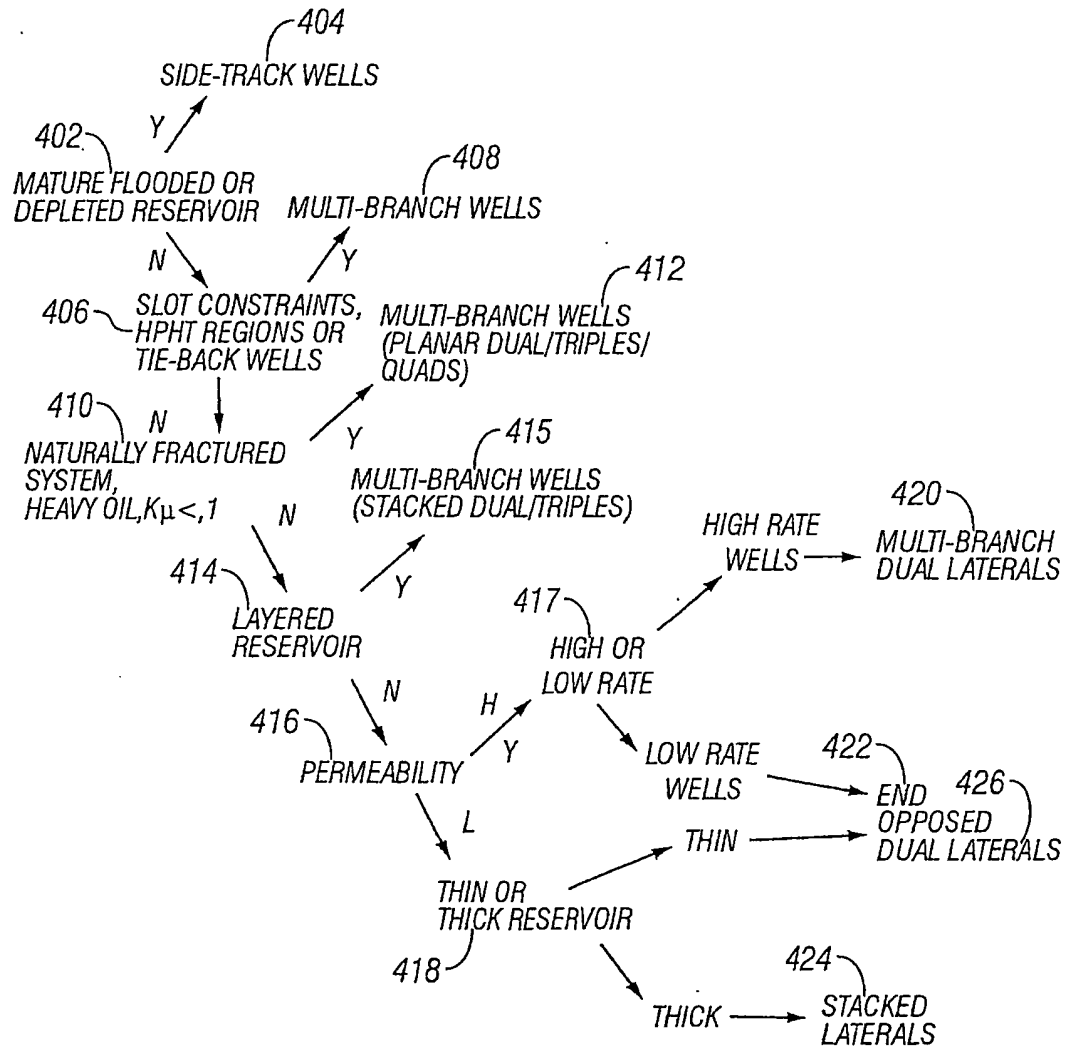 404
SIDE-TRACK WELLS
Y
402
MATURE FLOODED OR
DEPLETED RESERVOIR
408
MULTI-BRANCH WELLS
N
Y
406
SLOT CONSTRAINTS,
HPHT REGIONS OR
TIE-BACK WELLS
412
MULTI-BRANCH WELLS
(PLANAR DUAL/TRIPLES/
QUADS)
410
N
Y
NATURALLY FRACTURED
SYSTEM,
HEAVY OIL,Kμ<,1
415
MULTI-BRANCH WELLS
(STACKED DUAL/TRIPLES)
N
Y
414
LAYERED
RESERVOIR
420
HIGH RATE
WELLS
MULTI-BRANCH
DUAL LATERALS
417
HIGH OR
LOW RATE
N
H
Y
416
PERMEABILITY
LOW RATE
WELLS
422
426
END
OPPOSED
DUAL LATERALS
L
THIN
THIN OR
THICK RESERVOIR
418
424
THICK
STACKED
LATERALS